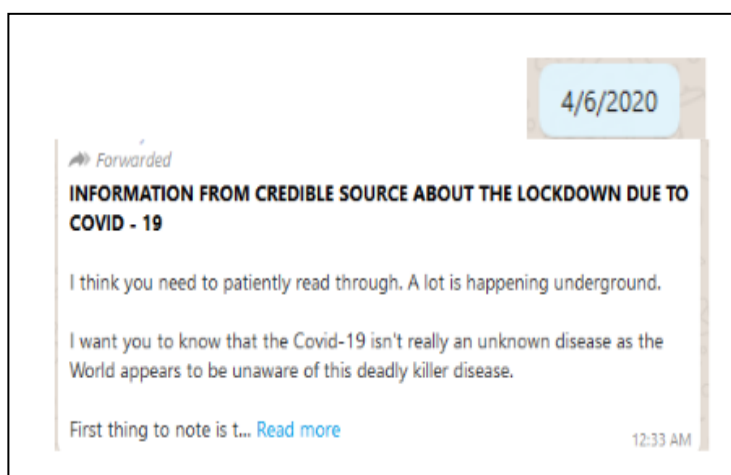 4/6/2020
Forwarded
INFORMATION FROM CREDIBLE SOURCE ABOUT THE LOCKDOWN DUE TO
COVID - 19
I think you need to patiently read through. A lot is happening underground.
I want you to know that the Covid-19 isn't really an unknown disease as the
World appears to be unaware of this deadly killer disease.
First thing to note is t... Read more
12:33 AM